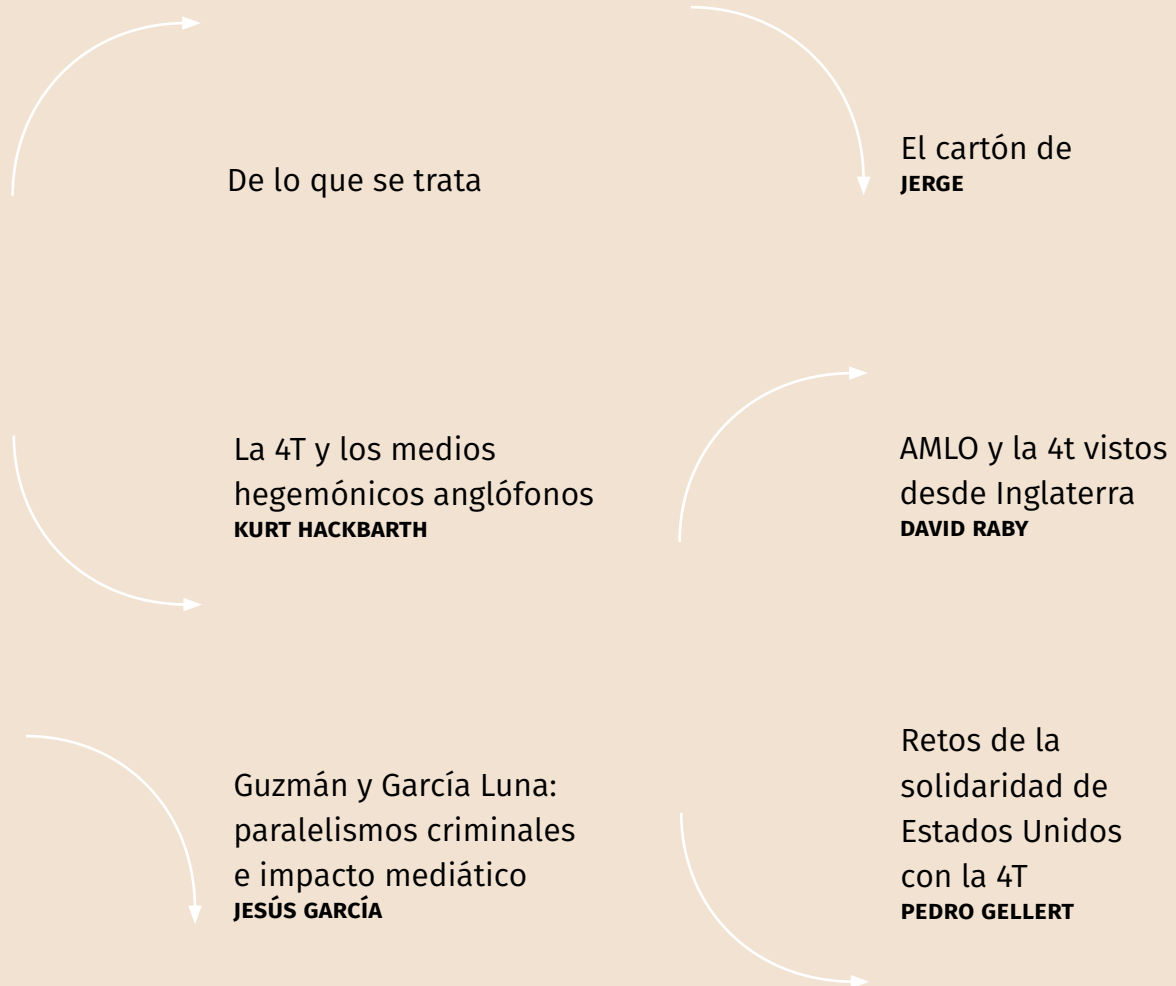 De lo que se trata
La 4T y los medios
hegemónicos anglófonos
KURT HACKBARTH
Guzmán y García Luna:
paralelismos criminales
e impacto mediático
JESÚS GARCÍA
El cartón de
JERGE
AMLO y la 4t vistos
desde Inglaterra
DAVID RABY
Retos de la
solidaridad de
Estados Unidos
con la 4T
PEDRO GELLERT